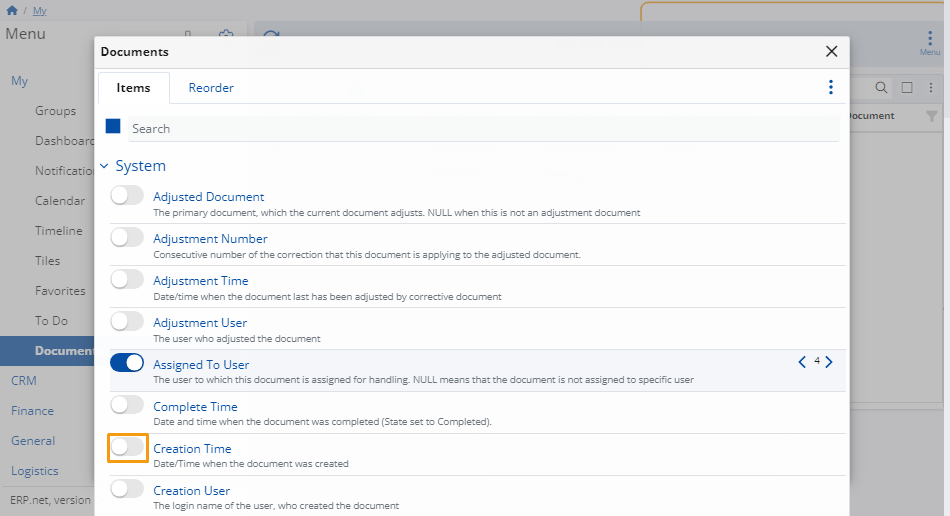 / My
Menu
Menu
Documents
Items
Reorder
Search
System
Adjusted Document
The primary document, which the current document adjusts. NULL when this is not an adjustment document
Adjustment Number
Consecutive number of the correction that this document is applying to the adjusted document.
Adjustment Time
Date/time when the document last has been adjusted by corrective document
Adjustment User
The user who adjusted the document
Assigned To User
4
The user to which this document is assigned for handling. NULL means that the document is not assigned to specific user
Complete Time
Date and time when the document was completed (State set to Completed).
Creation Time
Date/Time when the document was created
Creation User
The login name of the user, who created the document
My
Groups
Dashboard
Notificatio
Calendar
Timeline
Tiles
Favorites
To Do
Document
CRM
Finance
General
Logistics
ERP.net, version
Document